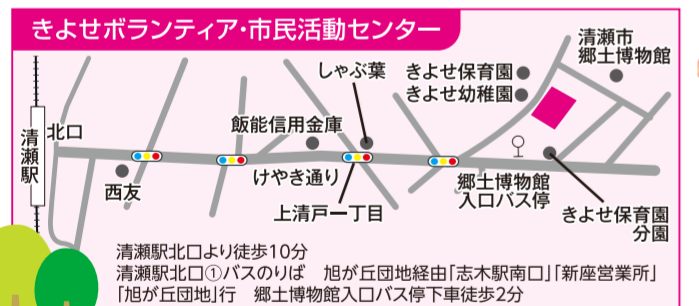 きよせボランティア・市民活動センター
清瀬市
郷土博物館
しゃぶ葉
きよせ保育園
きよせ幼稚園
北口
清瀬駅
飯能信用金庫
西友
けやき通り
上清戸一丁目
郷土博物館
入口バス停
きよせ保育園
分園
清瀬駅北口より徒歩10分
清瀬駅北口①バスのりば　旭が丘団地経由「志木駅南口」「新座営業所」
「旭が丘団地」行　郷土博物館入口バス停下車徒歩2分